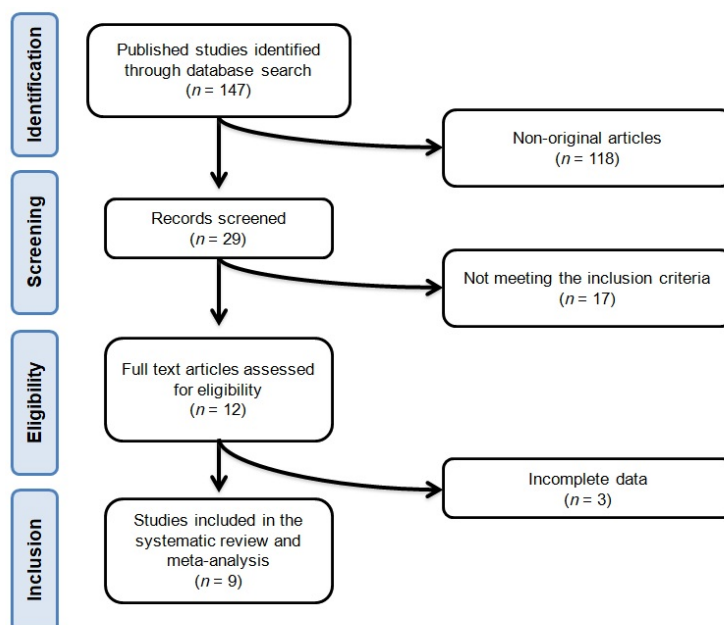 Identification
Published studies identified
through database search
(n = 147)
Non-original articles
(n = 118)
Screening
Records screened
(n = 29)
Not meeting the inclusion criteria
(n = 17)
Eligibility
Full text articles assessed
for eligibility
(n = 12)
Incomplete data
(n = 3)
Inclusion
Studies included in the
systematic review and
meta-analysis
(n = 9)